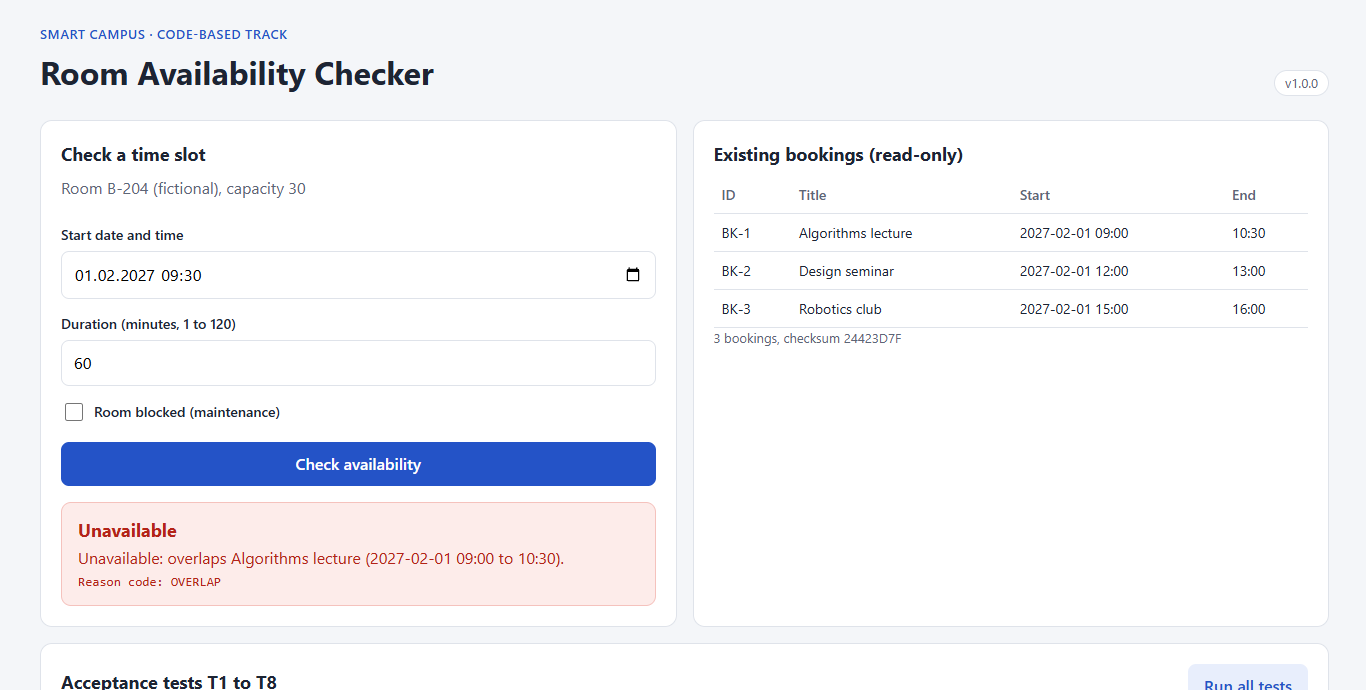 SMART CAMPUS · CODE-BASED TRACK
Room Availability Checker
v1.0.0
Check a time slot
Room B-204 (fictional), capacity 30
Start date and time
01.02.2027 09:30
Duration (minutes, 1 to 120)
60
Room blocked (maintenance)
Check availability
Unavailable
Unavailable: overlaps Algorithms lecture (2027-02-01 09:00 to 10:30).
Reason code: OVERLAP
Existing bookings (read-only)
ID Title Start End
BK-1 Algorithms lecture 2027-02-01 09:00 10:30
BK-2 Design seminar 2027-02-01 12:00 13:00
BK-3 Robotics club 2027-02-01 15:00 16:00
3 bookings, checksum 24423D7F
Acceptance tests T1 to T8
Run all tests